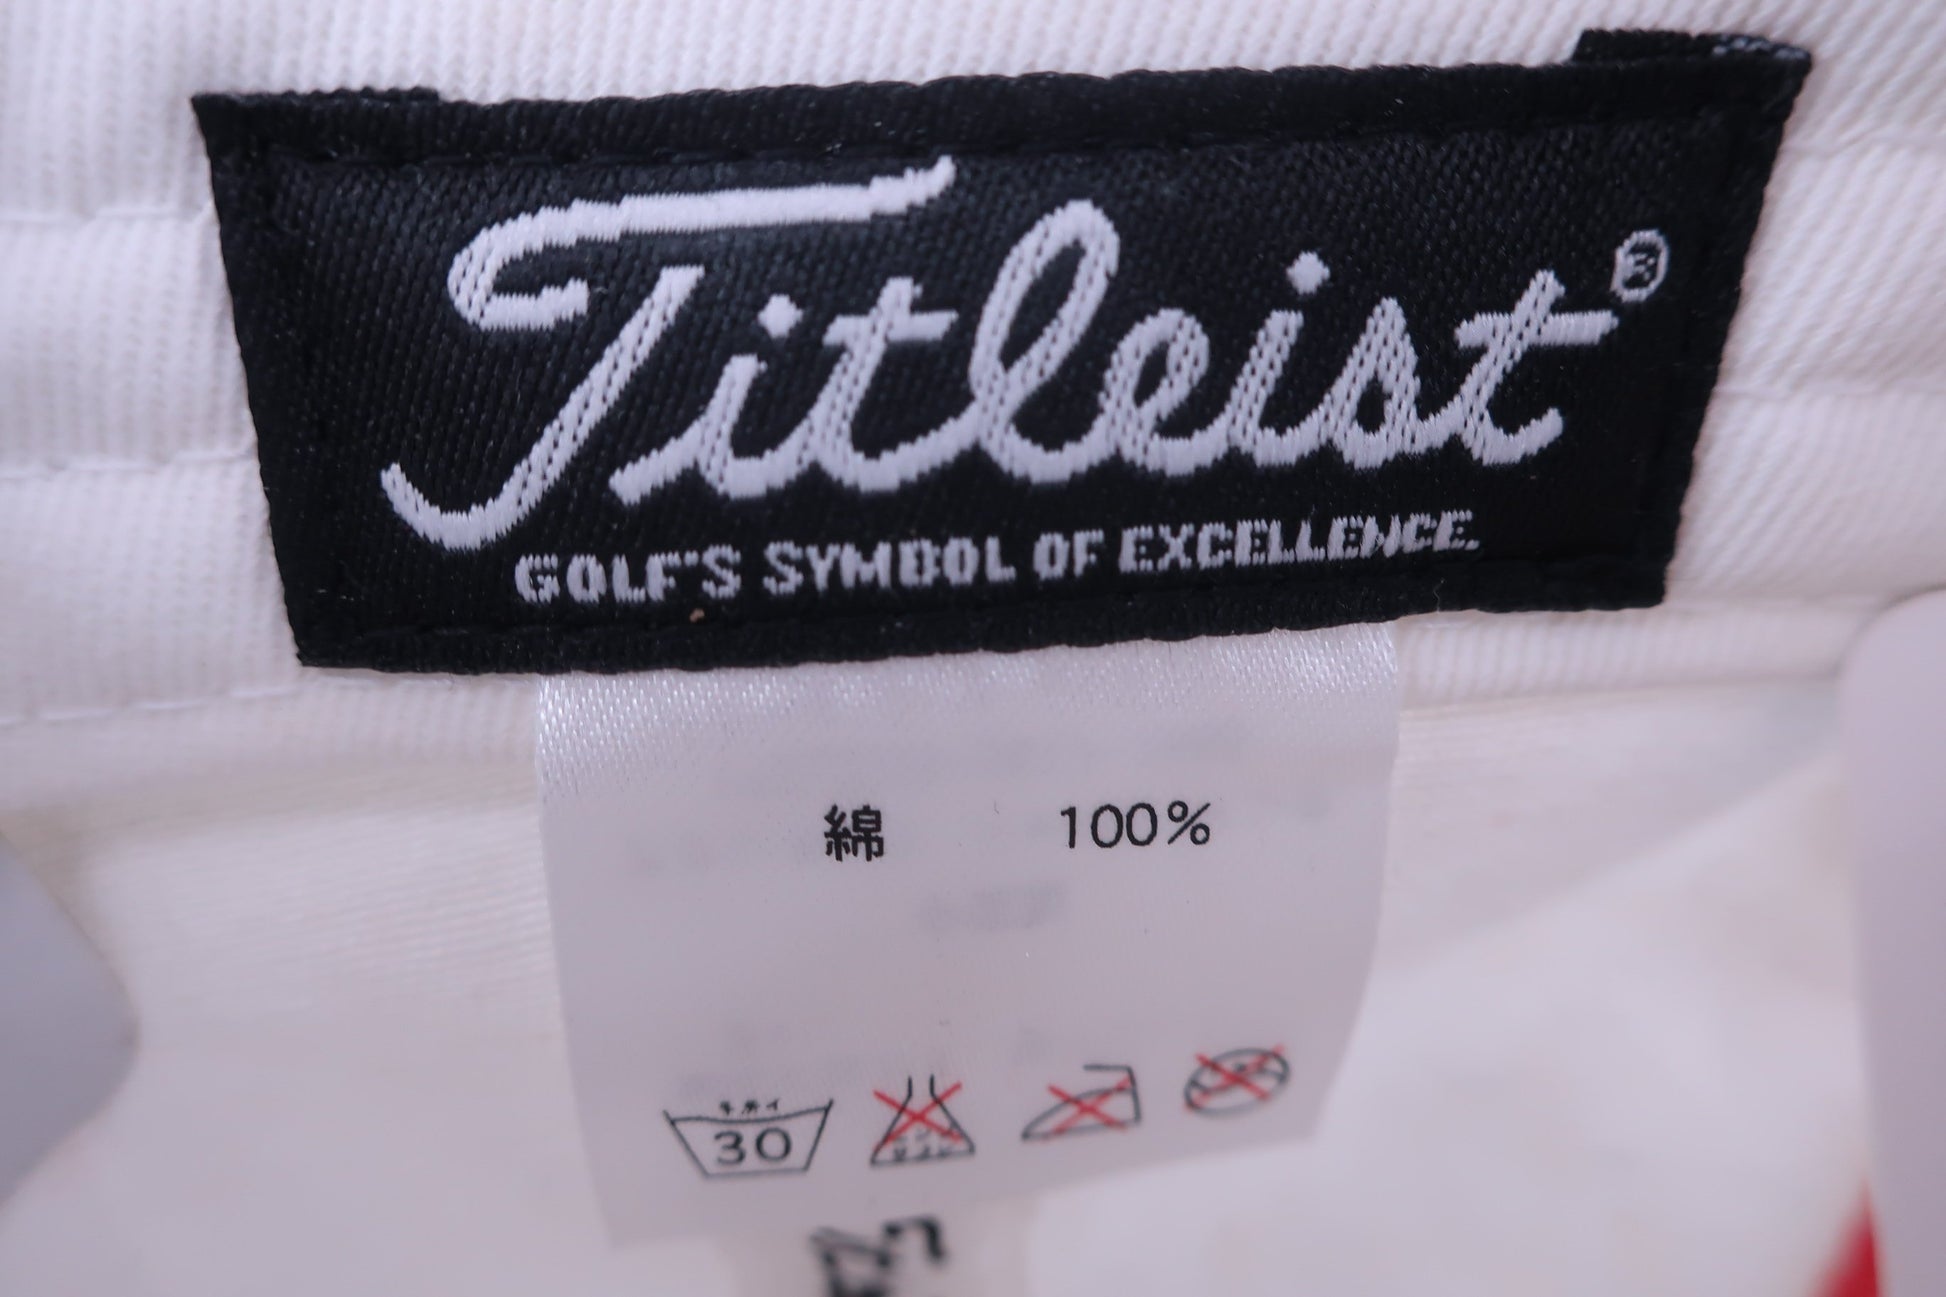 Titleist®
GOLF'S SYMBOL OF EXCELLENCE.
綿 100%
30